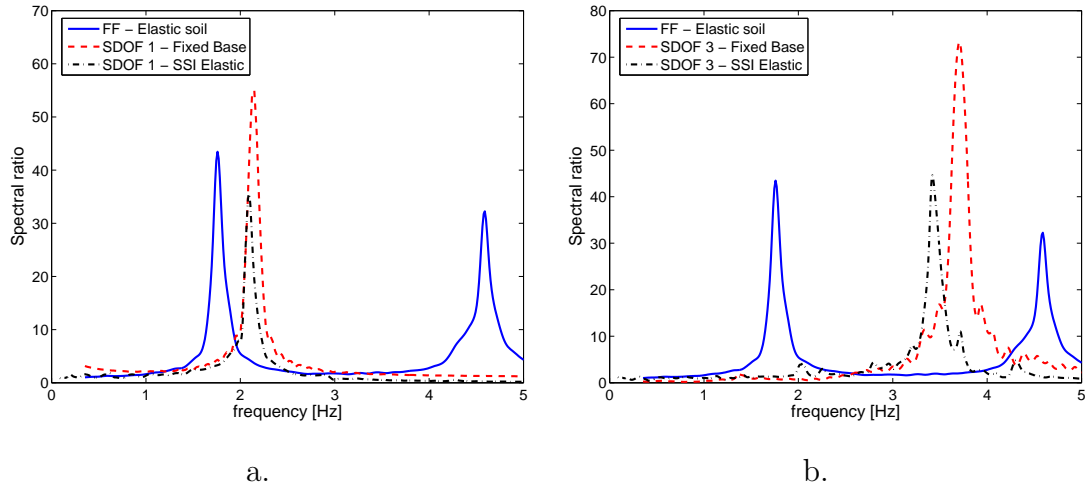 FF − Elastic soil
SDOF 1 − Fixed Base
SDOF 1 − SSI Elastic
70
60
50
40
30
20
10
0
Spectral ratio
0 1 2 3 4 5
frequency [Hz]
a.
FF − Elastic soil
SDOF 3 − Fixed Base
SDOF 3 − SSI Elastic
80
70
60
50
40
30
20
10
0
Spectral ratio
0 1 2 3 4 5
frequency [Hz]
b.